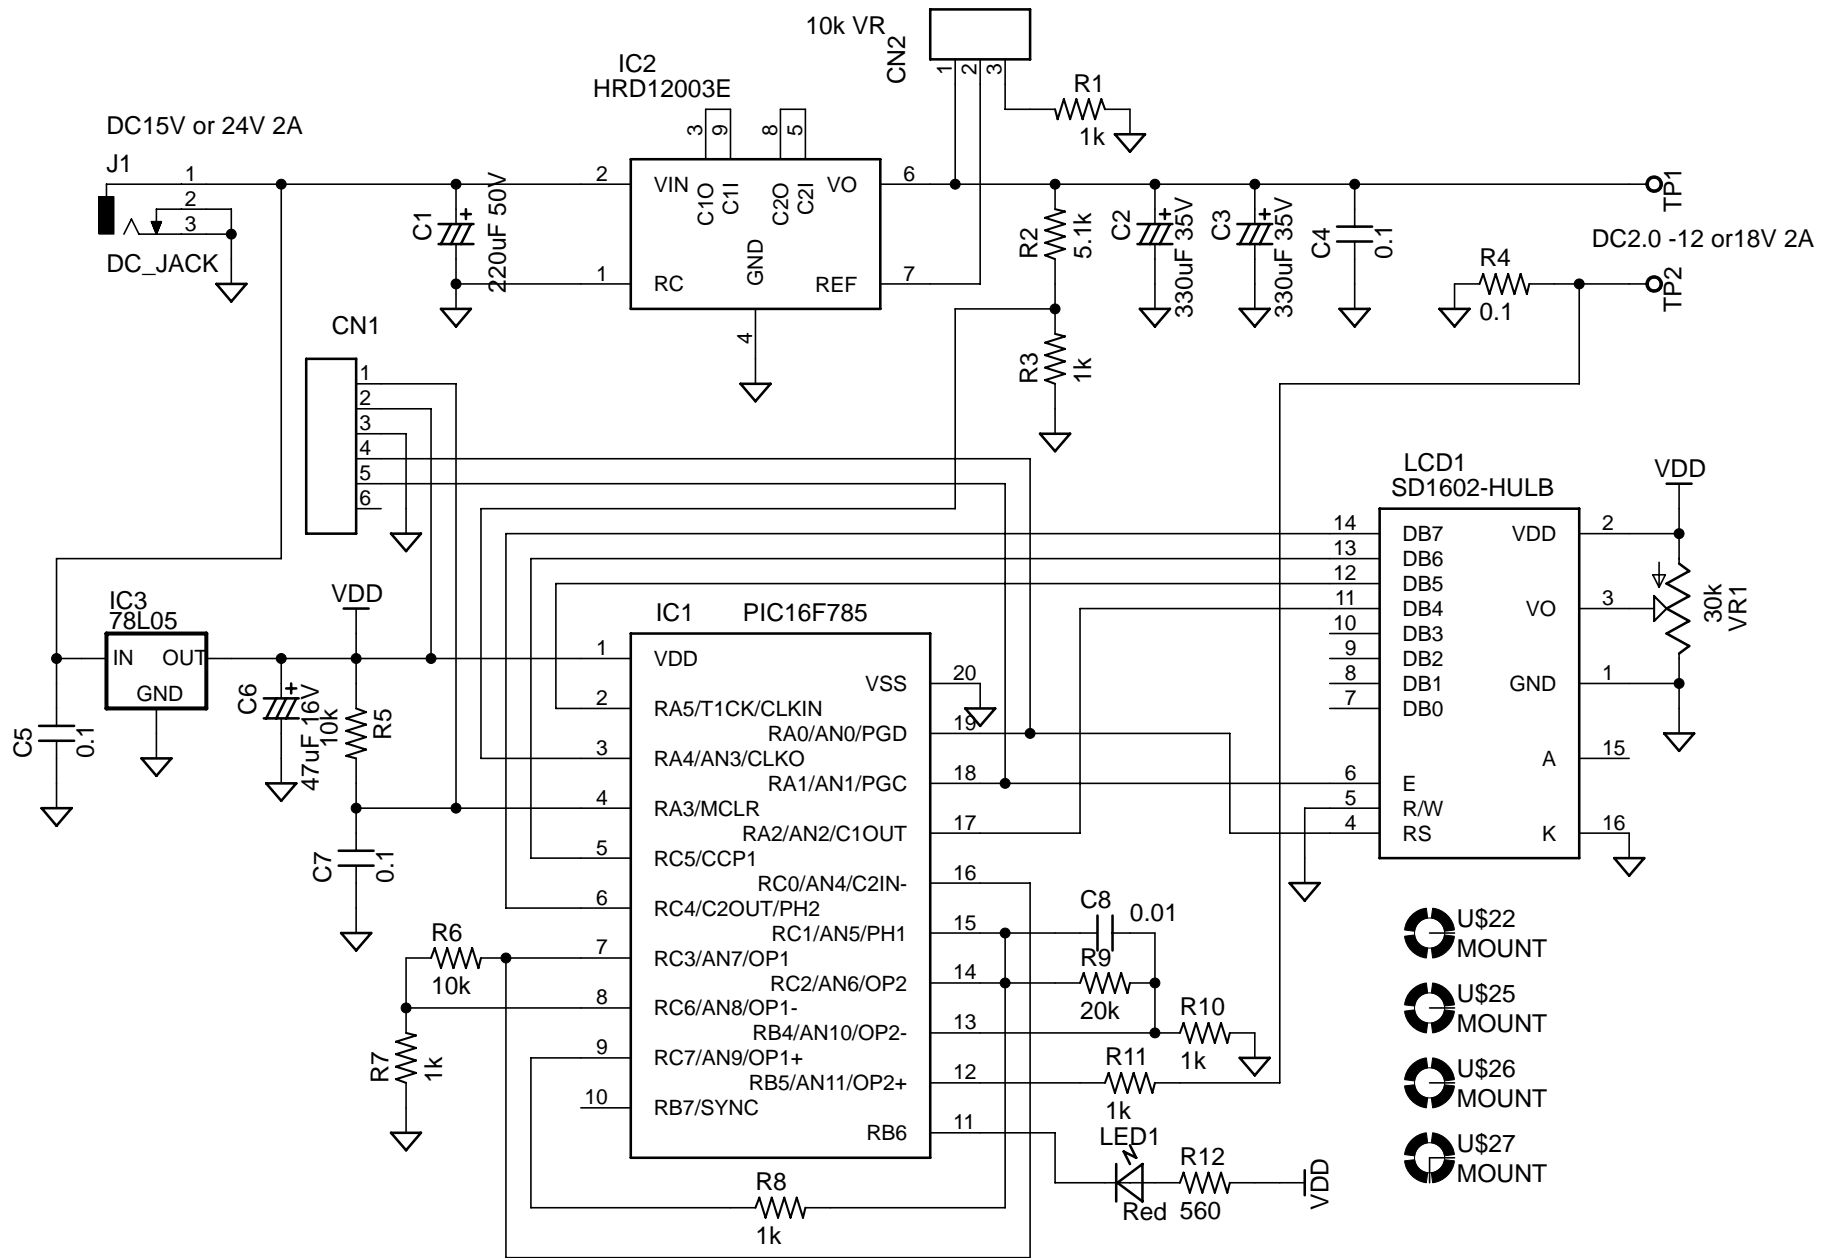 10k VR
CN2
1
2
3
IC2
HRD12003E
R1
1k
DC15V or 24V 2A
J1
1
2
3
DC_JACK
3
9
8
5
2
VIN
C1O
C1I
C2O
C2I
VO
6
C1
220uF 50V
1
RC
GND
REF
7
4
R2
5.1k
C2
330uF 35V
C3
330uF 35V
C4
0.1
TP1
DC2.0 -12 or18V 2A
R4
0.1
TP2
R3
1k
CN1
1
2
3
4
5
6
LCD1
SD1602-HULB
VDD
14
DB7
VDD
2
13
DB6
12
DB5
11
DB4
VO
3
30k
VR1
10
DB3
9
DB2
8
DB1
GND
1
7
DB0
A
15
6
E
5
R/W
4
RS
K
16
IC3
78L05
IN
OUT
GND
VDD
C5
0.1
C6
47uF 16V
10k
R5
C7
0.1
IC1
PIC16F785
1
VDD
VSS
20
2
RA5/T1CK/CLKIN
RA0/AN0/PGD
19
3
RA4/AN3/CLKO
RA1/AN1/PGC
18
4
RA3/MCLR
RA2/AN2/C1OUT
17
5
RC5/CCP1
RC0/AN4/C2IN-
16
6
RC4/C2OUT/PH2
RC1/AN5/PH1
15
7
RC3/AN7/OP1
RC2/AN6/OP2
14
8
RC6/AN8/OP1-
RB4/AN10/OP2-
13
9
RC7/AN9/OP1+
RB5/AN11/OP2+
12
10
RB7/SYNC
RB6
11
R6
10k
R7
1k
R8
1k
C8
0.01
R9
20k
R10
1k
R11
1k
LED1
Red
R12
560
VDD
U$22
MOUNT
U$25
MOUNT
U$26
MOUNT
U$27
MOUNT